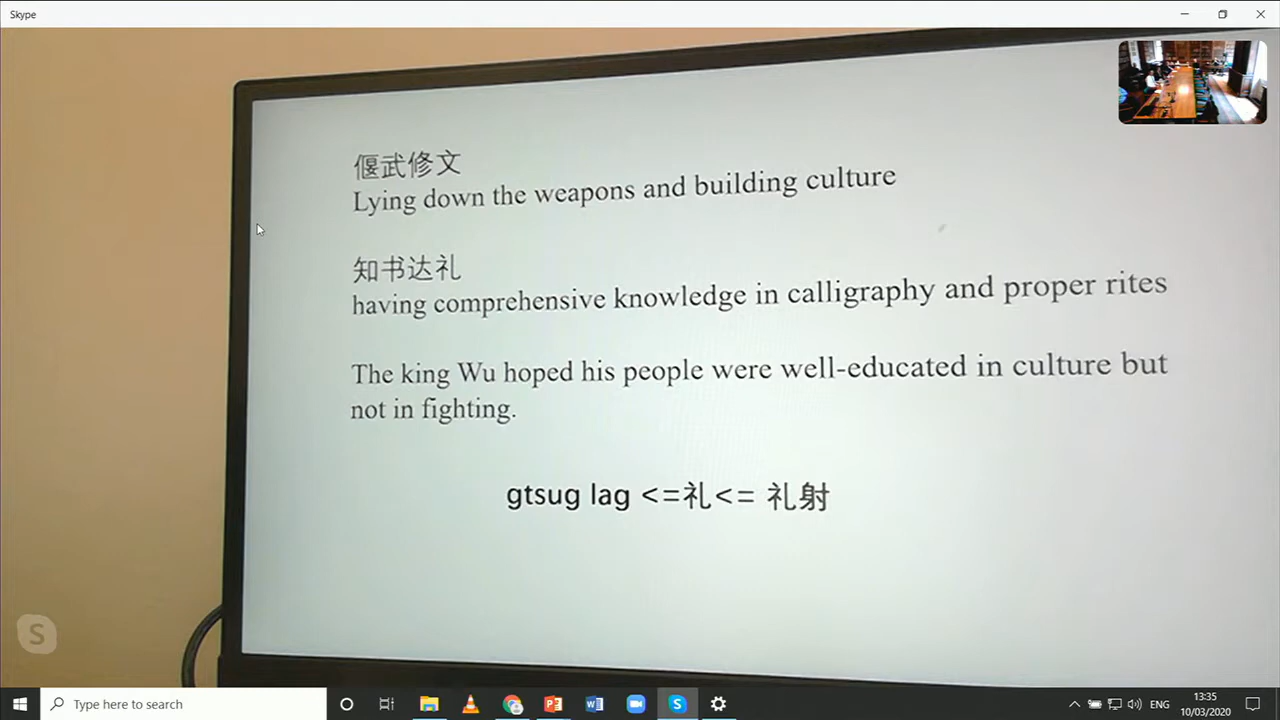 Skype
偃武修文
Lying down the weapons and building culture
知书达礼
having comprehensive knowledge in calligraphy and proper rites
The king Wu hoped his people were well-educated in culture but
not in fighting.
gtsug lag <=礼<= 礼射
S
Type here to search
ENG
13:35
10/03/2020